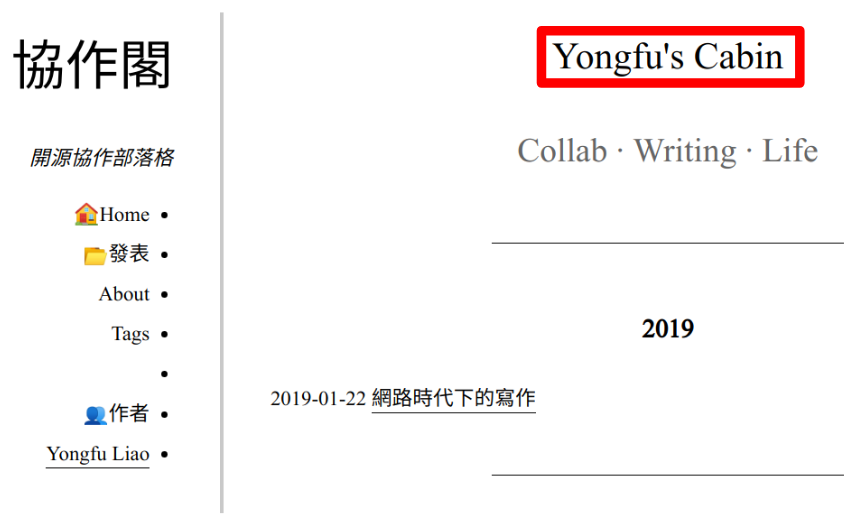 協作閣
開源協作部落格
🏠Home
📁發表
About
Tags
👥作者
Yongfu Liao
Yongfu's Cabin
Collab · Writing · Life
2019
2019-01-22 網路時代下的寫作